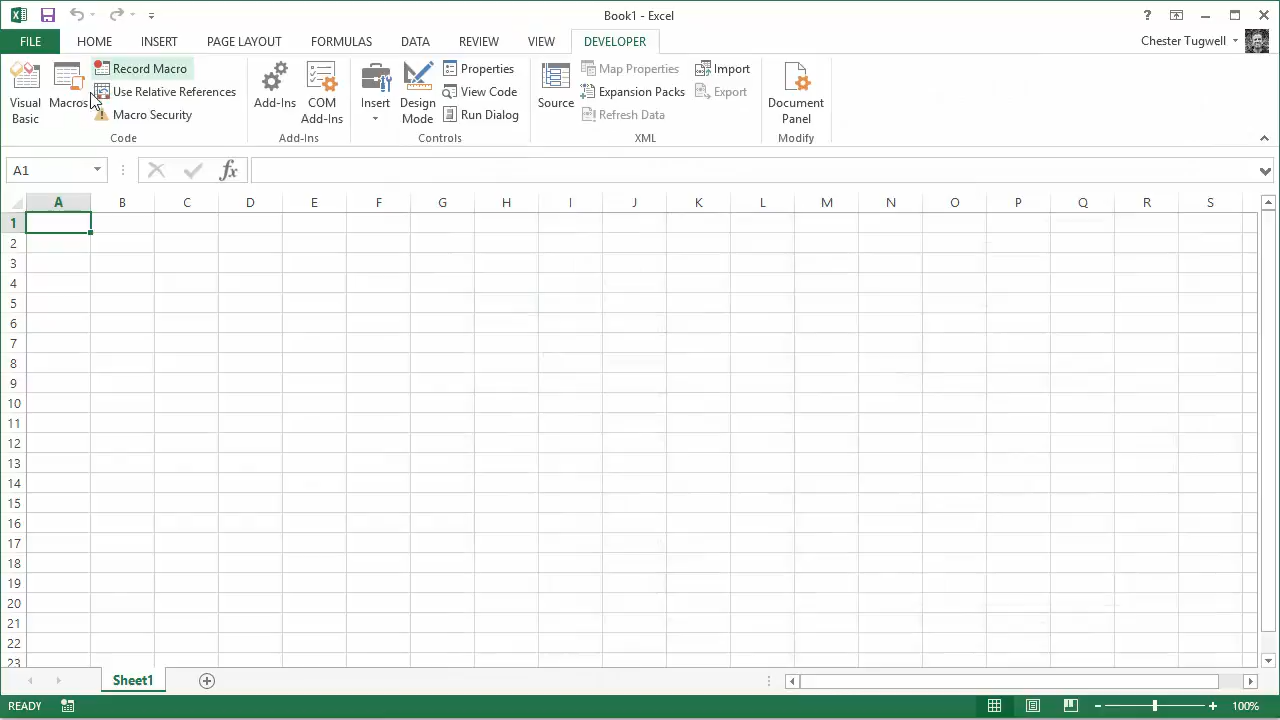 Book1 - Excel
?
FILE HOME INSERT PAGE LAYOUT FORMULAS DATA REVIEW VIEW DEVELOPER Chester Tugwell
Visual Basic
Macros
Record Macro
Use Relative References
Macro Security
Code
Add-Ins
COM Add-Ins
Add-Ins
Insert
Design Mode
Properties
View Code
Run Dialog
Controls
Source
Map Properties
Expansion Packs
Refresh Data
Import
Export
XML
Document Panel
Modify
A1
fx
A B C D E F G H I J K L M N O P Q R S
1
2
3
4
5
6
7
8
9
10
11
12
13
14
15
16
17
18
19
20
21
22
23
Sheet1
READY
100%